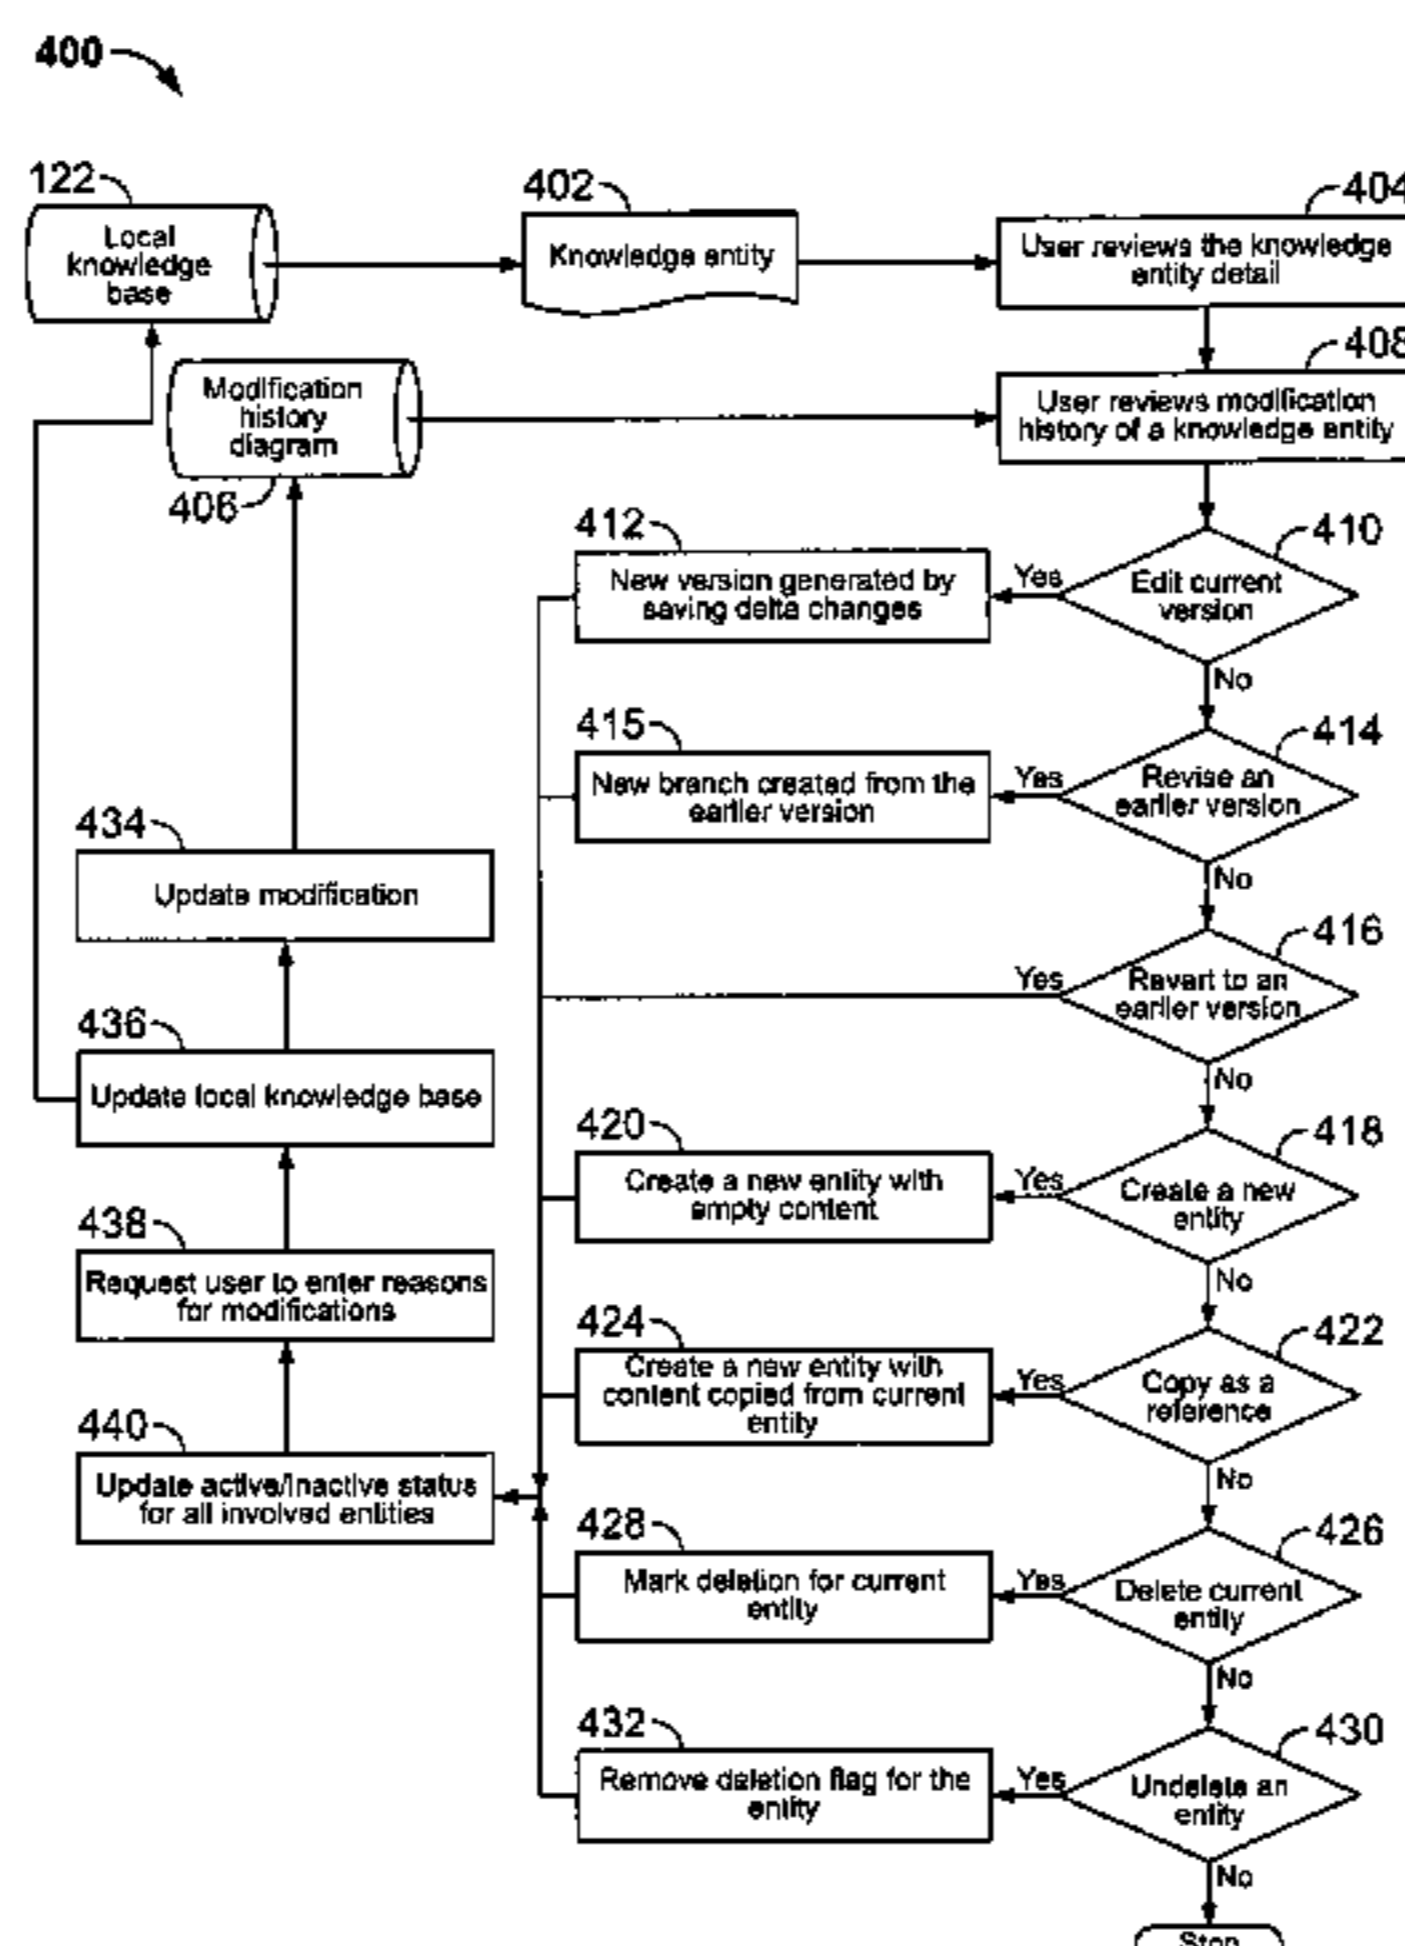 400
122
402
404
Local
knowledge
base
Knowledge entity
User reviews the knowledge
entity detail
408
Modification
history
diagram
User reviews modification
history of a knowledge entity
406
412
410
New version generated by
saving delta changes
Yes
Edit current
version
No
415
414
New branch created from the
earlier version
Yes
Revise an
earlier version
No
434
Update modification
416
Yes
Revert to an
earlier version
No
436
Update local knowledge base
420
418
Create a new entity with
empty content
Yes
Create a new
entity
No
438
Request user to enter reasons
for modifications
424
422
Create a new entity with
content copied from current
entity
Yes
Copy as a
reference
No
440
Update active/inactive status
for all involved entities
428
426
Mark deletion for current
entity
Yes
Delete current
entity
No
432
430
Remove deletion flag for the
entity
Yes
Undelete an
entity
No
Stop